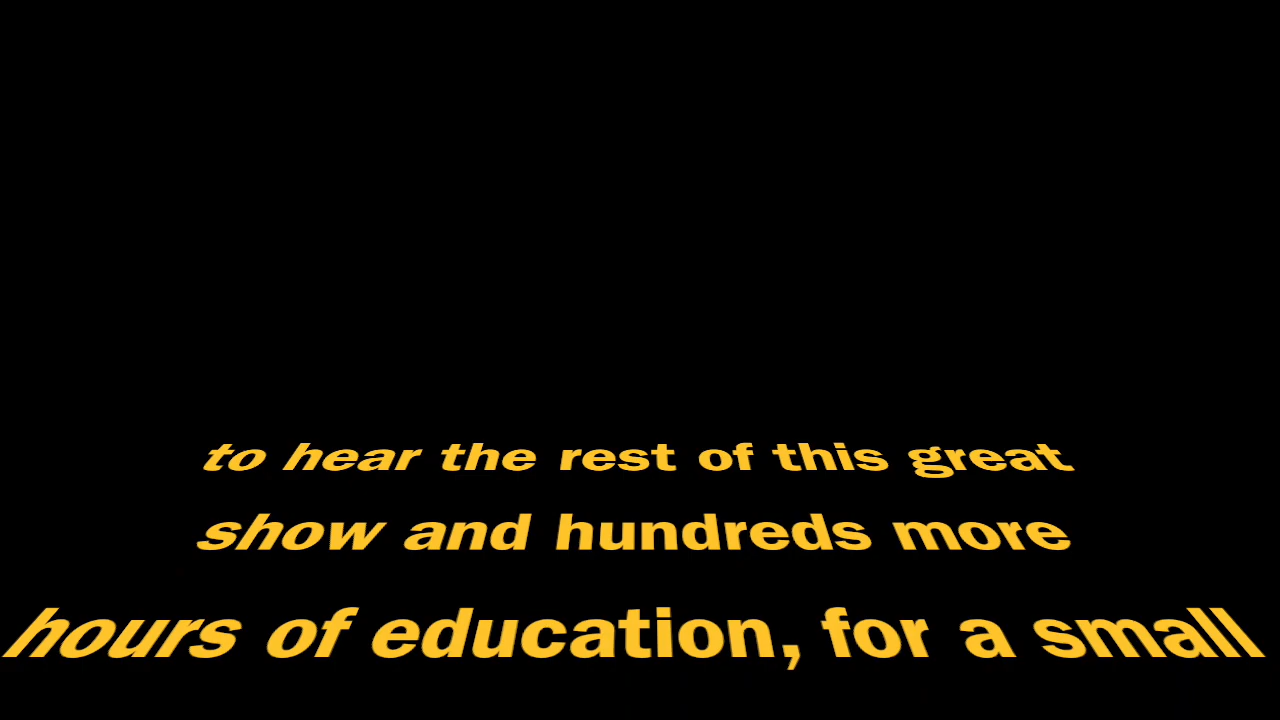 to hear the rest of this great
show and hundreds more
hours of education, for a small